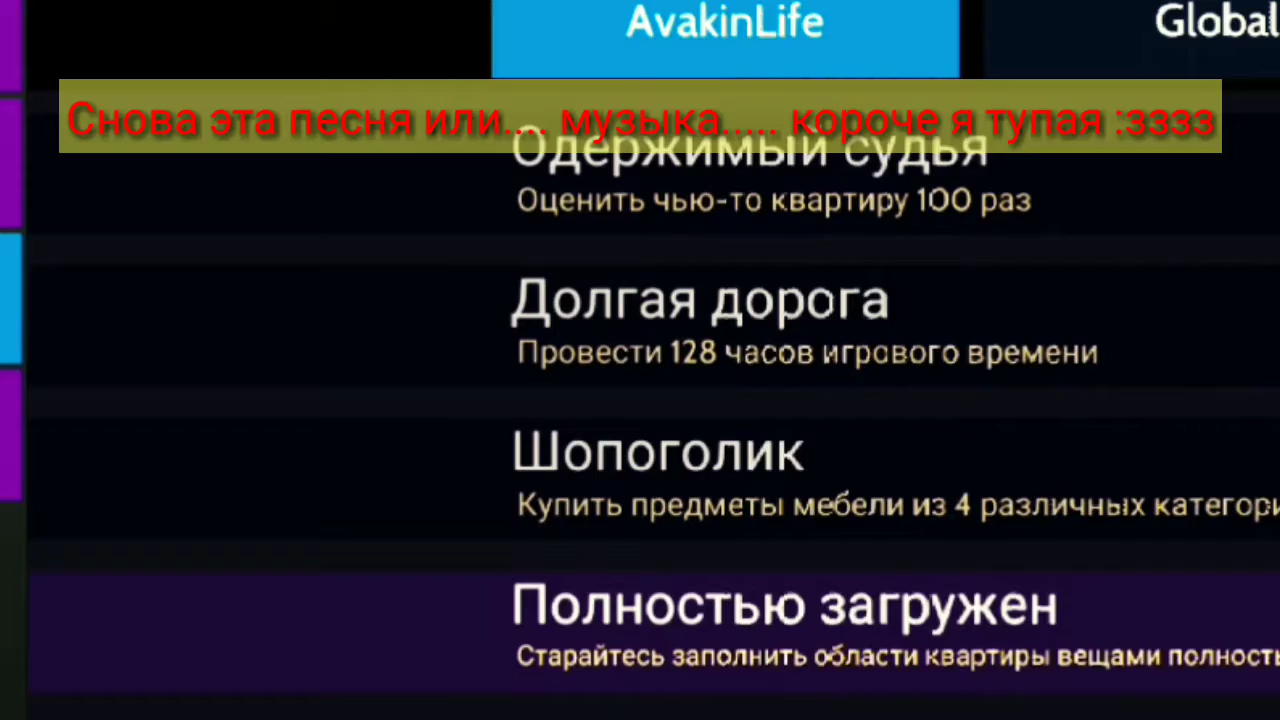 AvakinLife
Global
Снова эта песня или.... музыка..... короче я тупая :зззз
Одержимый судья
Оценить чью-то квартиру 100 раз
Долгая дорога
Провести 128 часов игрового времени
Шопоголик
Купить предметы мебели из 4 различных категори
Полностью загружен
Старайтесь заполнить области квартиры вещами полность